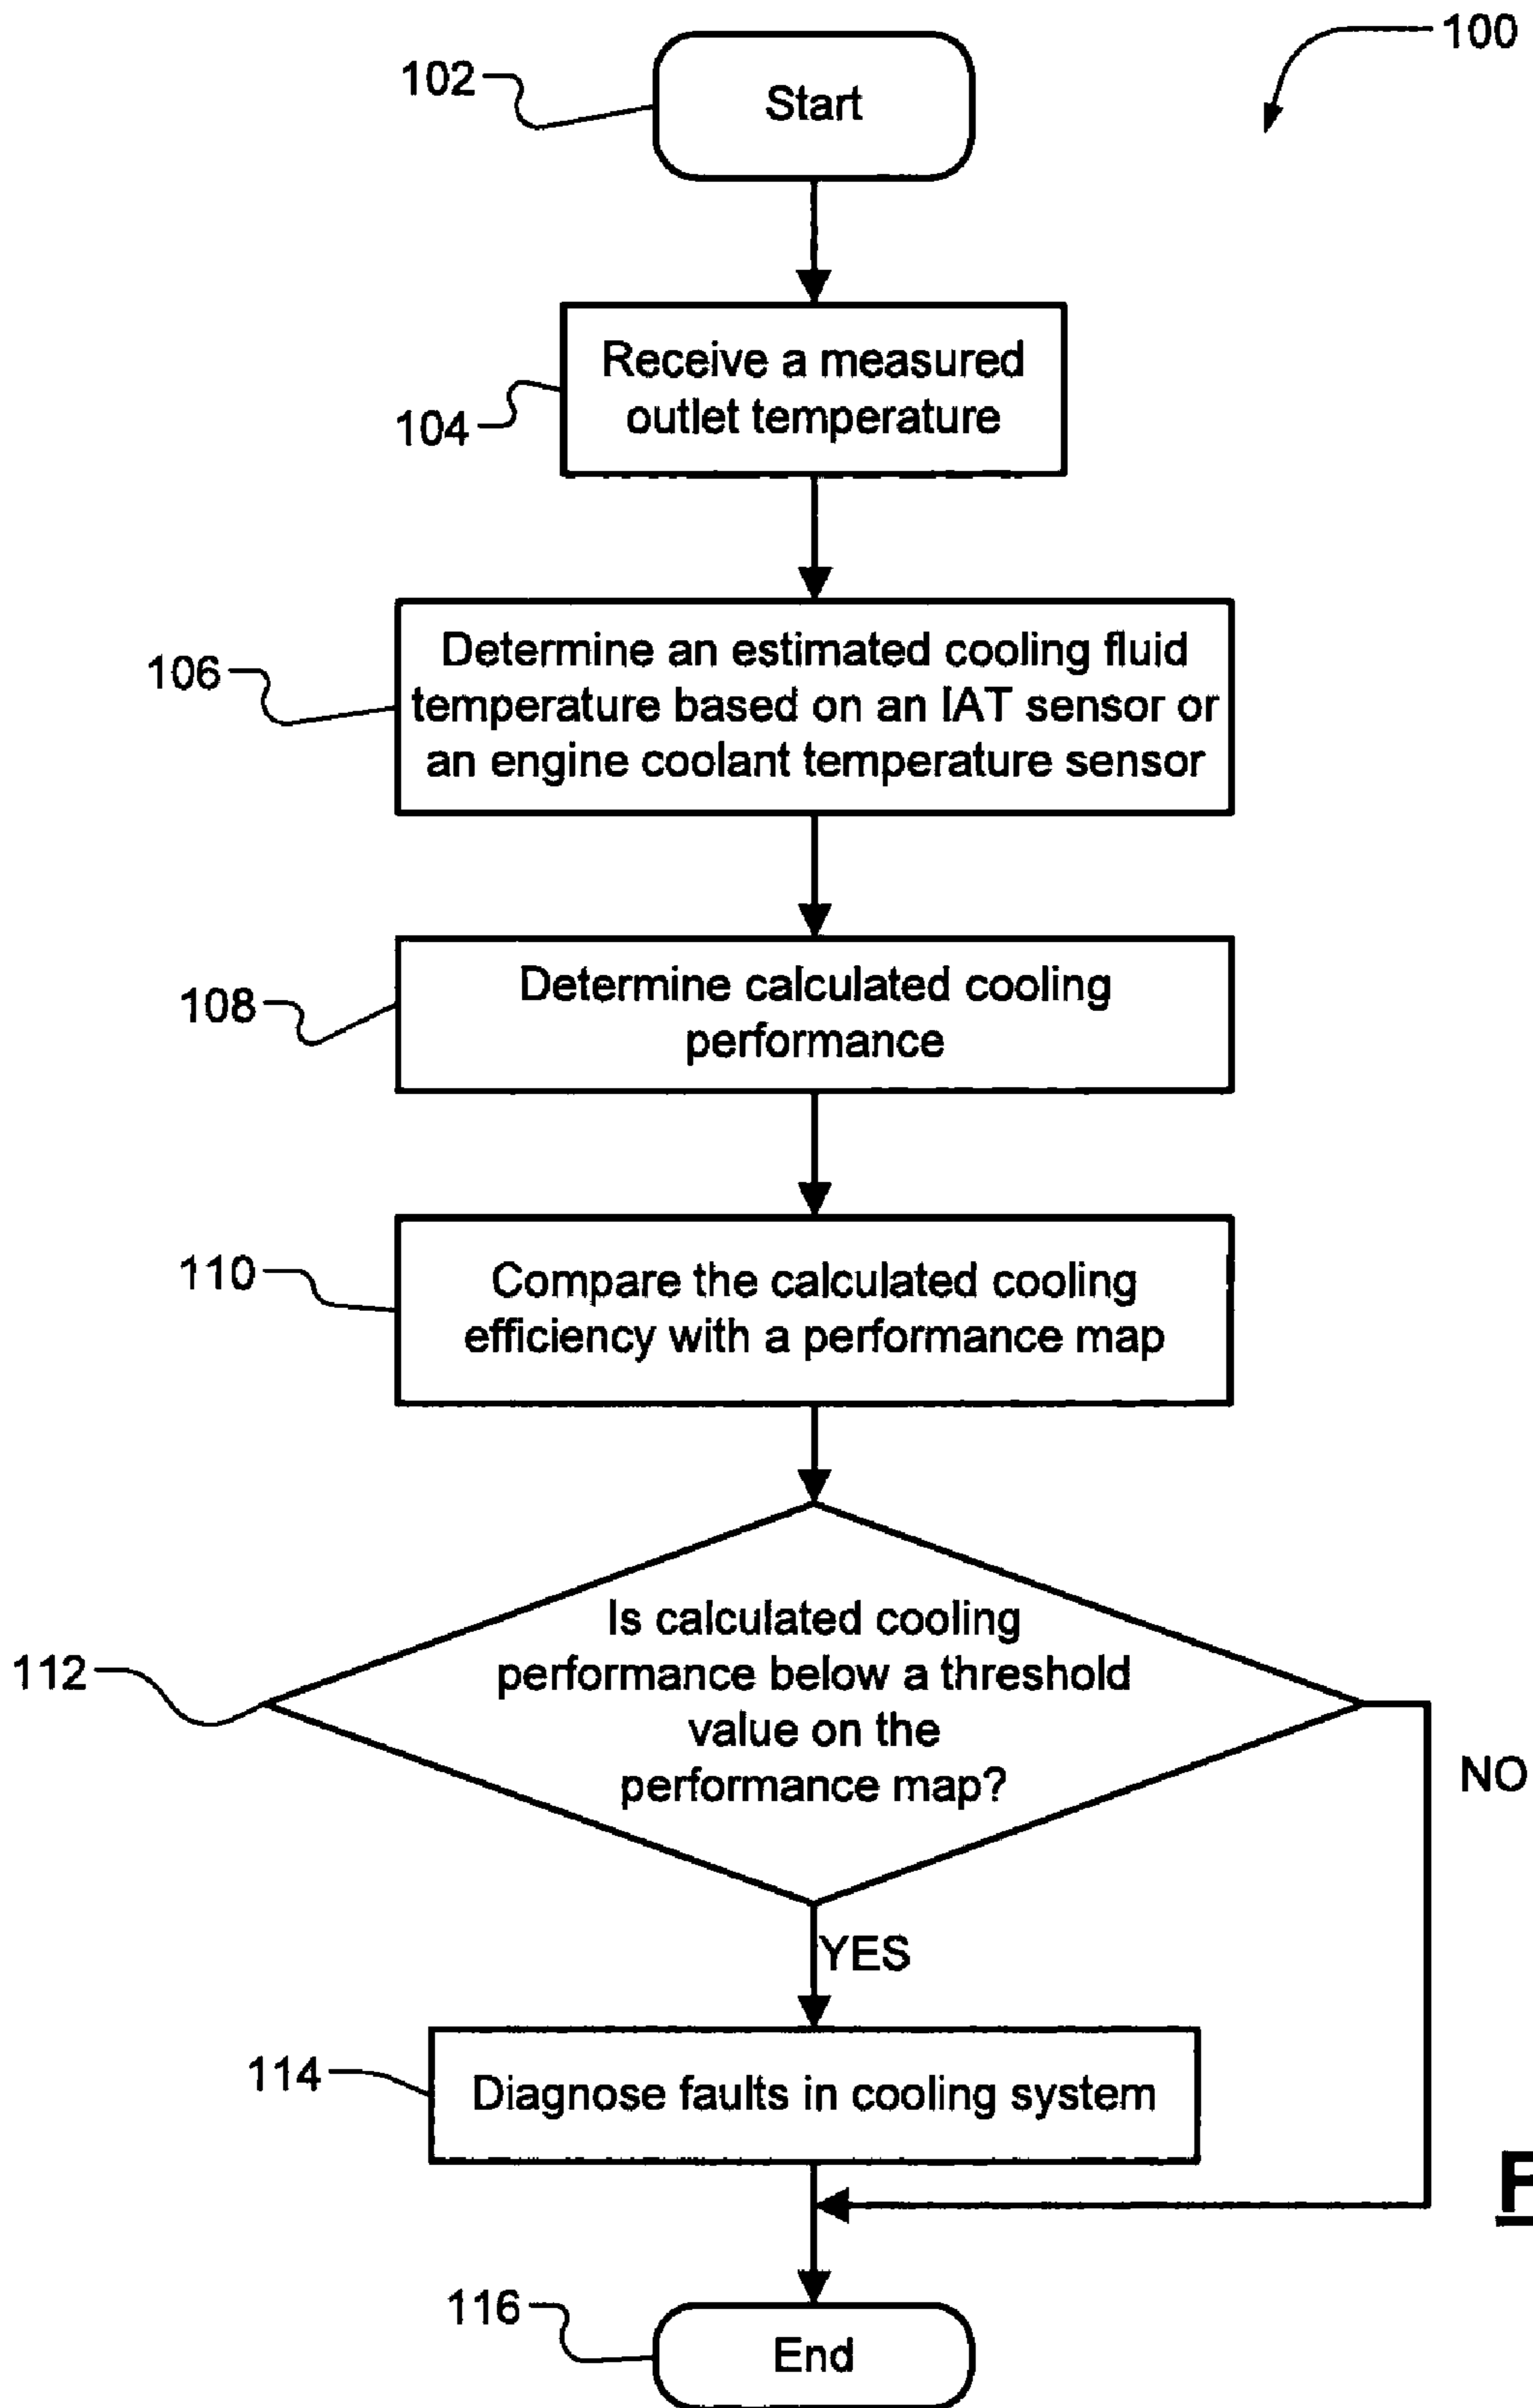 100
102
Start
104
Receive a measured
outlet temperature
106
Determine an estimated cooling fluid
temperature based on an IAT sensor or
an engine coolant temperature sensor
108
Determine calculated cooling
performance
110
Compare the calculated cooling
efficiency with a performance map
112
Is calculated cooling
performance below a threshold
value on the
performance map?
NO
YES
114
Diagnose faults in cooling system
116
End